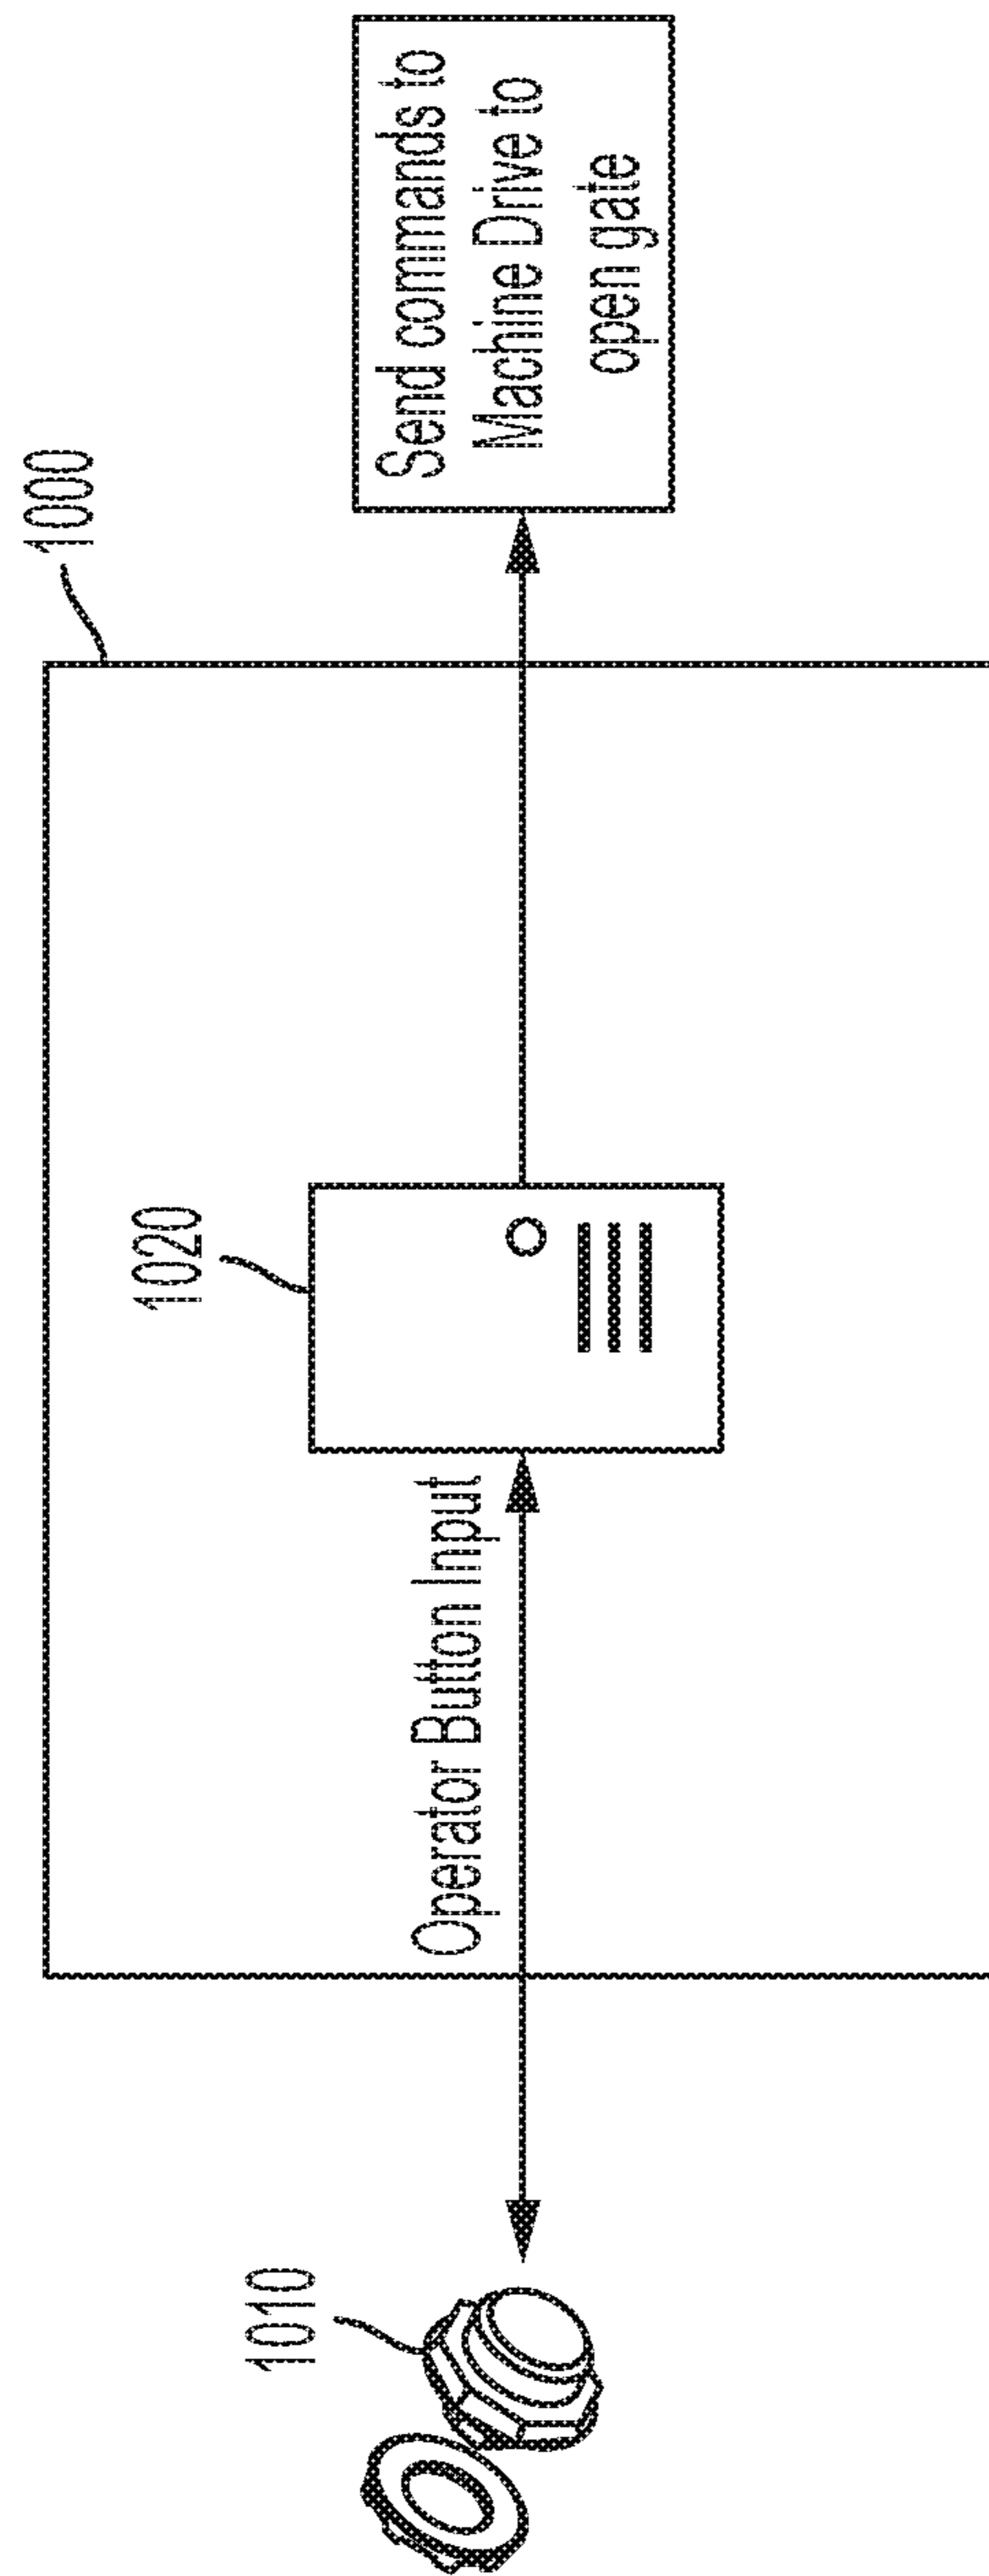 1000
1020
1010
Operator Button Input
Send commands to
Machine Drive to
open gate